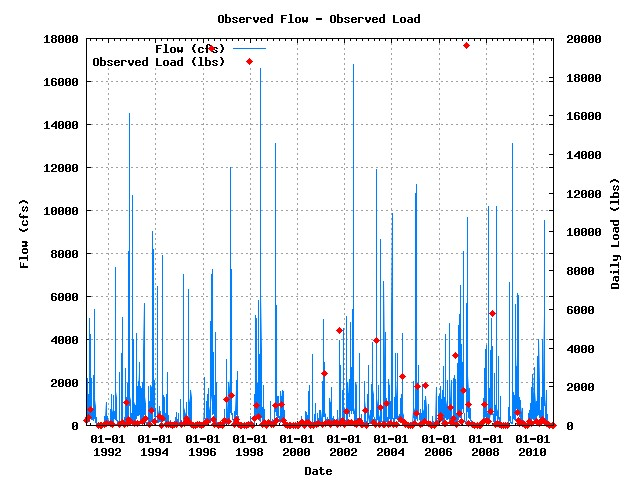 Observed Flow - Observed Load
18000 20000
Flow (cfs)
Observed Load (lbs)
16000 18000
14000 16000
12000 14000
10000 12000
8000 10000
6000 8000
4000 6000
2000 4000
0 2000
0
Flow (cfs)
Daily Load (lbs)
01-01 01-01 01-01 01-01 01-01 01-01 01-01 01-01 01-01 01-01
1992 1994 1996 1998 2000 2002 2004 2006 2008 2010
Date